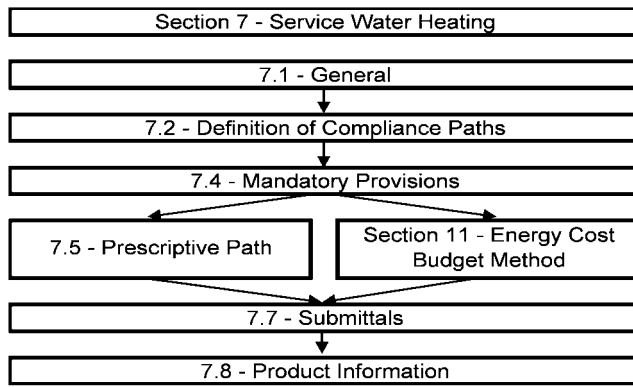 Section 7 - Service Water Heating
7.1 - General
7.2 - Definition of Compliance Paths
7.4 - Mandatory Provisions
7.5 - Prescriptive Path
Section 11 - Energy Cost
Budget Method
7.7 - Submittals
7.8 - Product Information